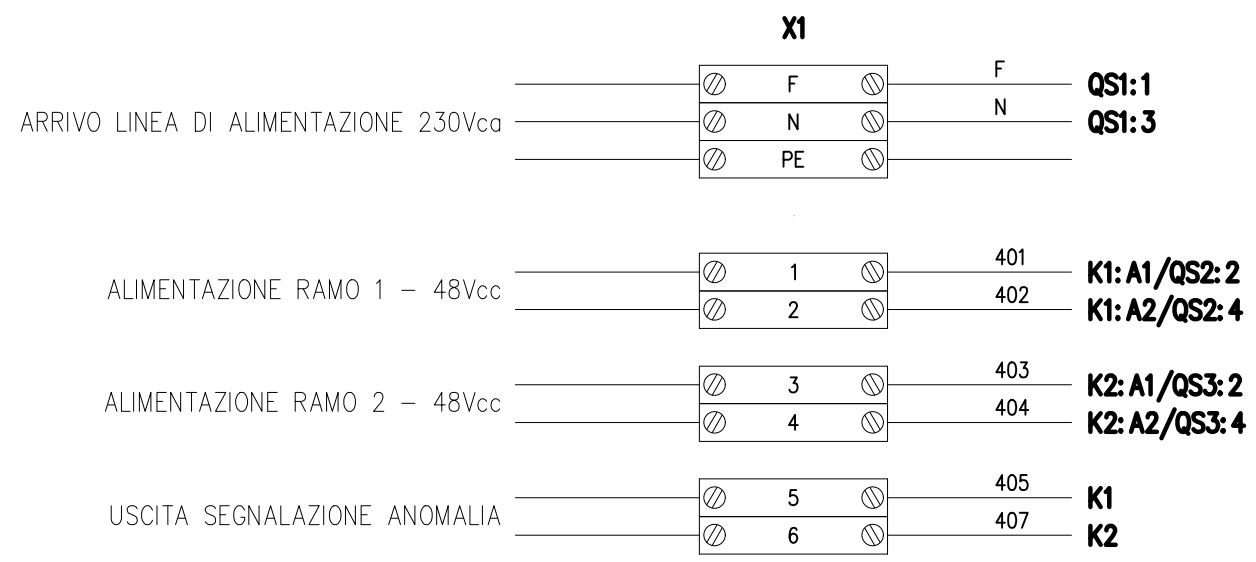 X1
F F QS1:1
ARRIVO LINEA DI ALIMENTAZIONE 230Vca N N QS1:3
PE
1 401 K1:A1/QS2:2
ALIMENTAZIONE RAMO 1 – 48Vcc
2 402 K1:A2/QS2:4
3 403 K2:A1/QS3:2
ALIMENTAZIONE RAMO 2 – 48Vcc
4 404 K2:A2/QS3:4
5 405 K1
USCITA SEGNALAZIONE ANOMALIA
6 407 K2